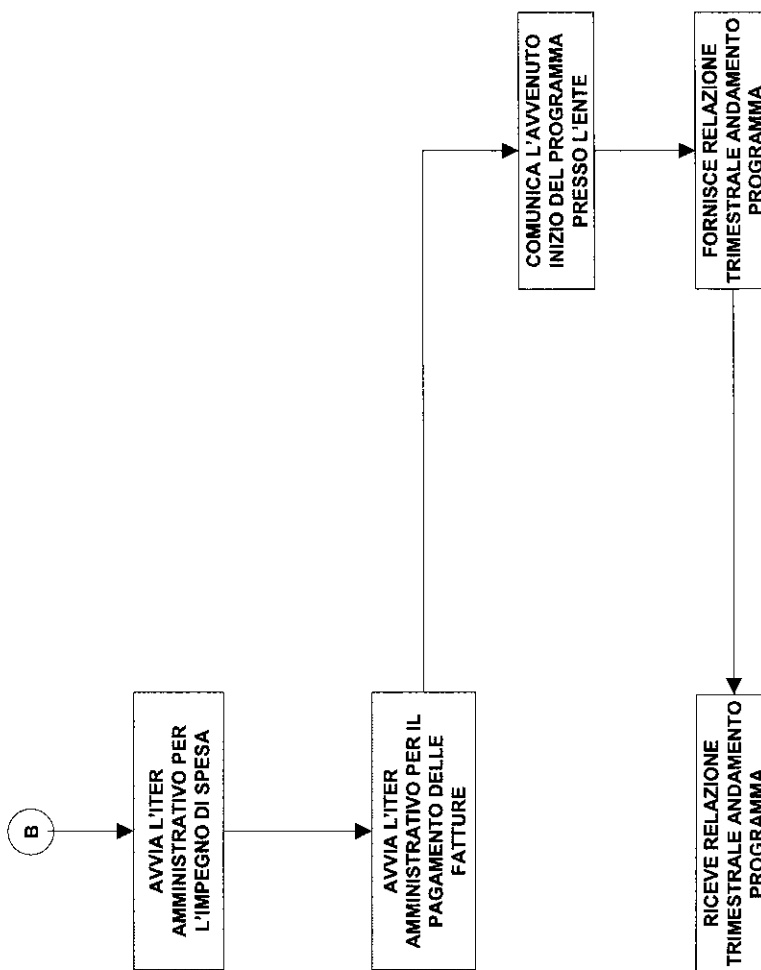 B
AVVIA L'ITER
AMMINISTRATIVO PER
L'IMPEGNO DI SPESA
AVVIA L'ITER
AMMINISTRATIVO PER IL
PAGAMENTO DELLE
FATTURE
COMUNICA L'AVVENUTO
INIZIO DEL PROGRAMMA
PRESSO L'ENTE
FORNISCE RELAZIONE
TRIMESTRALE ANDAMENTO
PROGRAMMA
RICEVE RELAZIONE
TRIMESTRALE ANDAMENTO
PROGRAMMA